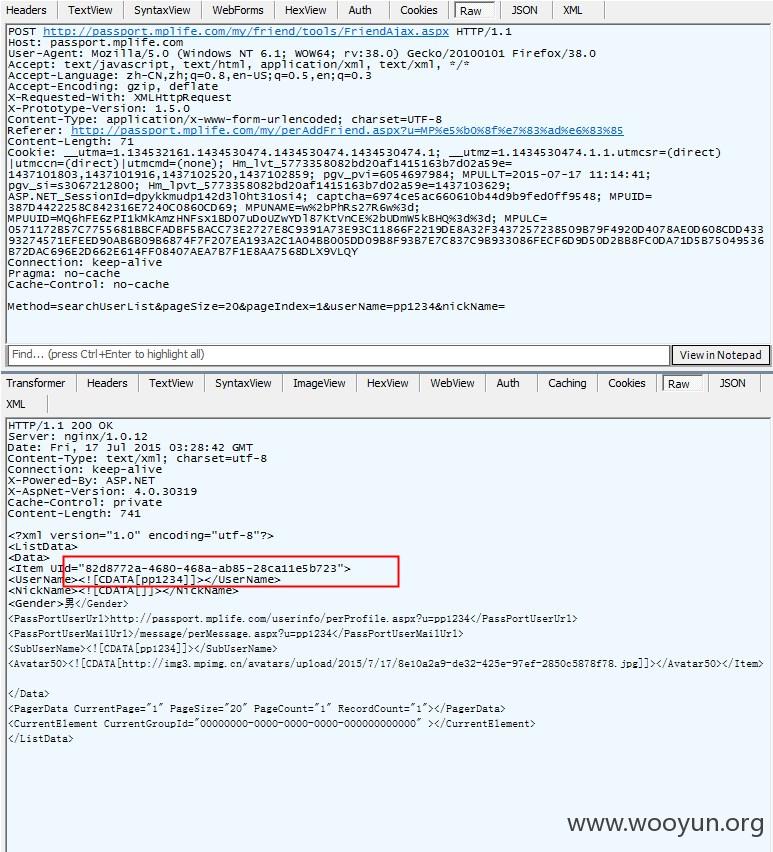 Headers TextView SyntaxView WebForms HexView Auth Cookies Raw JSON XML
POST http://passport.mplife.com/my/friend/tools/FriendAjax.aspx HTTP/1.1
Host: passport.mplife.com
User-Agent: Mozilla/5.0 (Windows NT 6.1; WOW64; rv:38.0) Gecko/20100101 Firefox/38.0
Accept: text/javascript, text/html, application/xml, text/xml, */*
Accept-Language: zh-CN,zh;q=0.8,en-US;q=0.5,en;q=0.3
Accept-Encoding: gzip, deflate
X-Requested-With: XMLHttpRequest
X-Prototype-Version: 1.5.0
Content-Type: application/x-www-form-urlencoded; charset=UTF-8
Referer: http://passport.mplife.com/my/perAddFriend.aspx?u=MP%e5%b0%8f%e7%83%ad%e6%83%85
Content-Length: 71
Cookie: __utma=1.134532161.1434530474.1434530474.1434530474.1; __utmz=1.1434530474.1.1.utmcsr=(direct)
|utmccn=(direct)|utmcmd=(none); Hm_lvt_5773358082bd20af1415163b7d02a59e=
1437101803,1437101916,1437102520,1437102859; pgv_pvi=6054697984; MPULLT=2015-07-17 11:14:41;
pgv_si=s3067212800; Hm_lpvt_5773358082bd20af1415163b7d02a59e=1437103629;
ASP.NET_SessionId=dpykkmudp142d3l0ht31osi4; captcha=6974ce5ac660610b44d9b9fed0ff9548; MPUID=
387D4422258C842316E7240C0860CD69; MPUNAME=w%2bPhRs27R6w%3d;
MPUUID=MQ6hFE6zPI1kMkAmzHNFsx1BD07uDoUZwYDl87KtVnCE%2bUDmW5kBHQ%3d%3d; MPULC=
0571172B57C7755681BBCFADBF5BACC73E2727E8C9391A73E93C11866F2219DE8A32F3437257238509B79F4920D4078AE0D608CDD433
93274571EFEED90AB6B09B6874F7F207EA193A2C1A04BB005DD09B8F93B7E7C837C9B933086FECF6D9D50D2BB8FC0DA71D5B75049536
B72DAC696E2D662E614FF08407AEA7B7F1E8AA7568DLX9VLQY
Connection: keep-alive
Pragma: no-cache
Cache-Control: no-cache
Method=searchUserList&pageSize=20&pageIndex=1&userName=pp1234&nickName=
Find... (press Ctrl+Enter to highlight all) View in Notepad
Transformer Headers TextView SyntaxView ImageView HexView WebView Auth Caching Cookies Raw JSON
XML
HTTP/1.1 200 OK
Server: nginx/1.0.12
Date: Fri, 17 Jul 2015 03:28:42 GMT
Content-Type: text/xml; charset=utf-8
Connection: keep-alive
X-Powered-By: ASP.NET
X-AspNet-Version: 4.0.30319
Cache-Control: private
Content-Length: 741
<?xml version="1.0" encoding="utf-8"?>
<ListData>
<Data>
<Item UId="82d8772a-4680-468a-ab85-28ca11e5b723">
<UserName><![CDATA[pp1234]]></UserName>
<NickName><![CDATA[]]></NickName>
<Gender>男</Gender>
<PassPortUserUrl>http://passport.mplife.com/userinfo/perProfile.aspx?u=pp1234</PassPortUserUrl>
<PassPortUserMailUrl>/message/perMessage.aspx?u=pp1234</PassPortUserMailUrl>
<SubUserName><![CDATA[pp1234]]></SubUserName>
<Avatar50><![CDATA[http://img3.mpimg.cn/avatars/upload/2015/7/17/8e10a2a9-de32-425e-97ef-2850c5878f78.jpg]]></Avatar50></Item>
</Data>
<PagerData CurrentPage="1" PageSize="20" PageCount="1" RecordCount="1"></PagerData>
<CurrentElement CurrentGroupId="00000000-0000-0000-0000-000000000000" ></CurrentElement>
</ListData>
www.wooyun.org